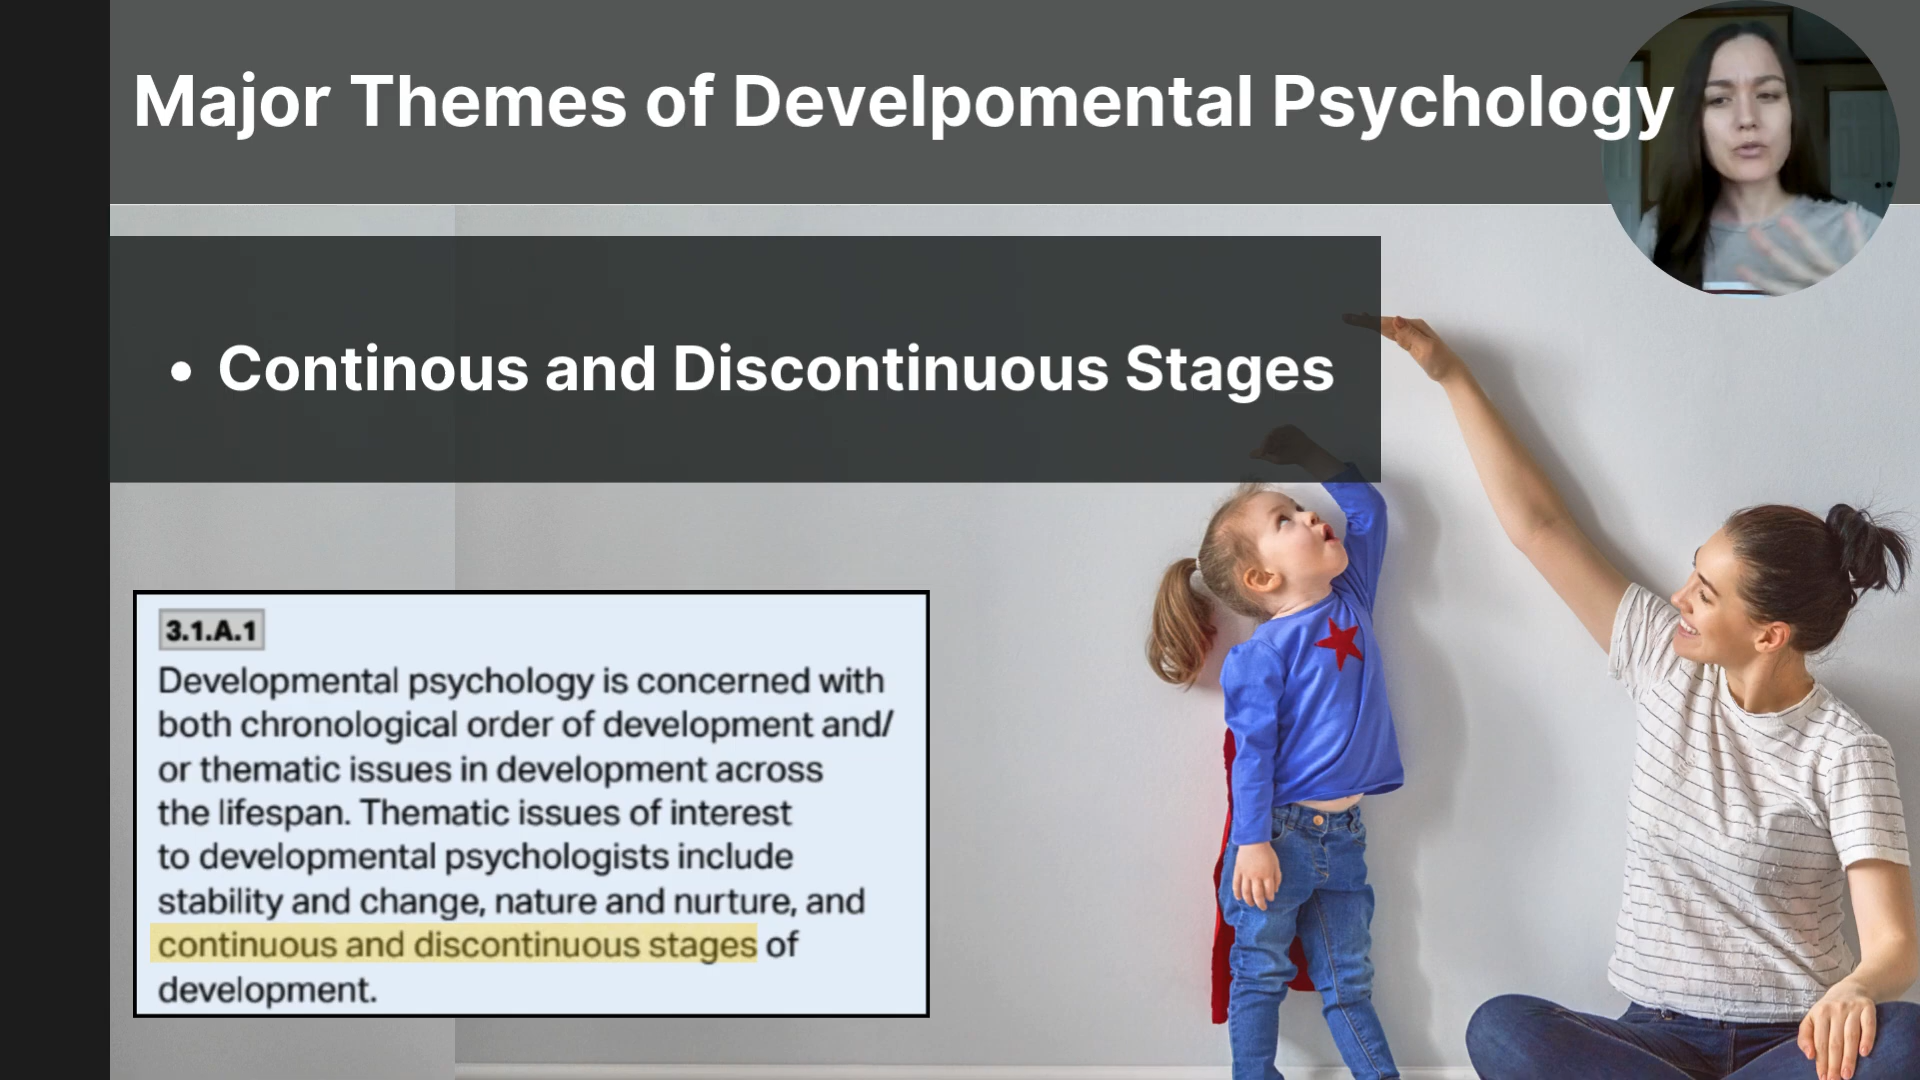 Major Themes of Develpomental Psychology
• Continous and Discontinuous Stages
3.1.A.1
Developmental psychology is concerned with
both chronological order of development and/
or thematic issues in development across
the lifespan. Thematic issues of interest
to developmental psychologists include
stability and change, nature and nurture, and
continuous and discontinuous stages of
development.